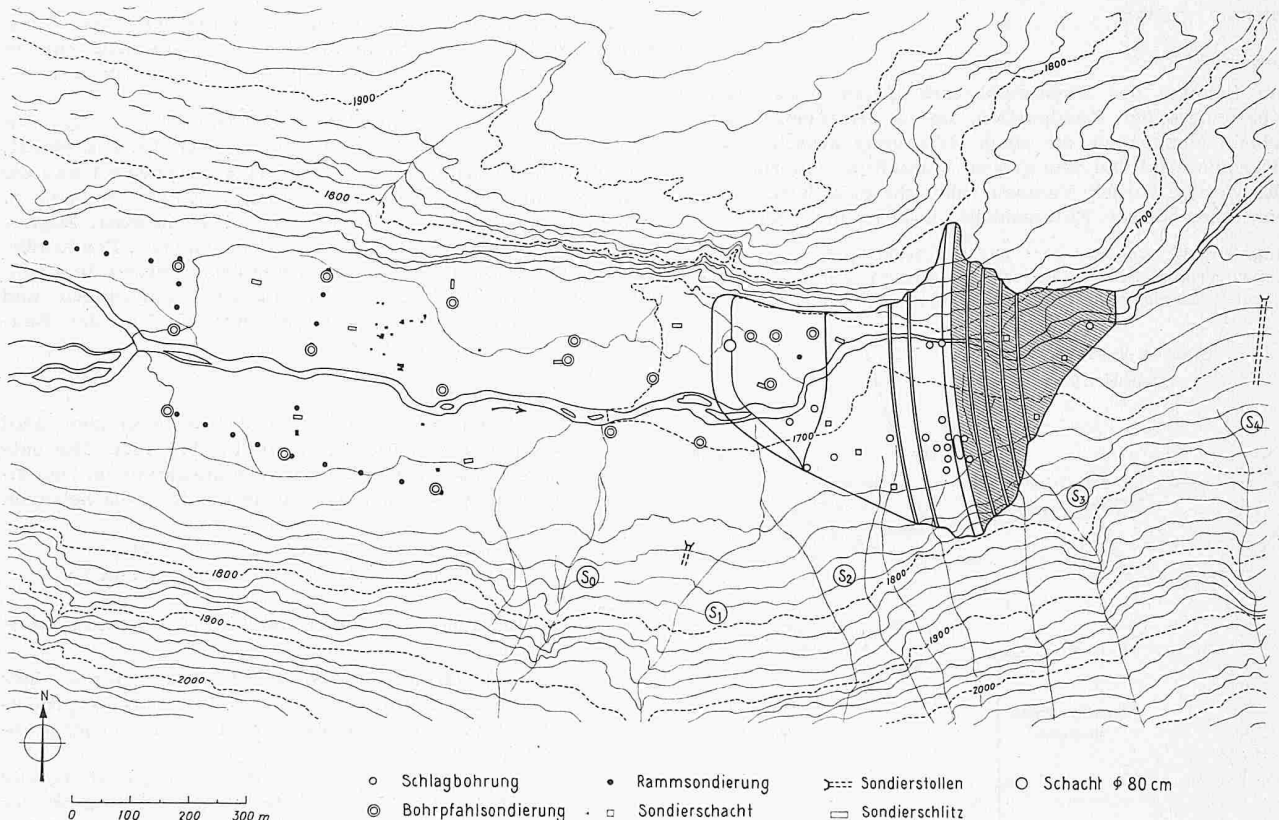 1800
1900
1700
1800
1700
S4
S3
1800
S0
S2
1800
S1
1900
1900
2000
2000
N
Schlagbohrung
Rammsondierung
Sondierstollen
Schacht ϕ 80 cm
0 100 200 300 m
Bohrpfahlsondierung
Sondierschacht
Sondierschlitz